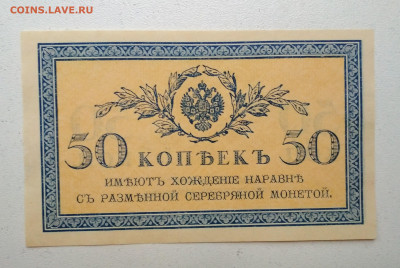 COINS.LAVE.RU
50 КОПѢЕКЪ 50
ИМѢЮТЪ ХОЖДЕНІЕ НАРАВНѢ
СЪ РАЗМѢННОЙ СЕРЕБРЯНОЙ МОНЕТОЙ.